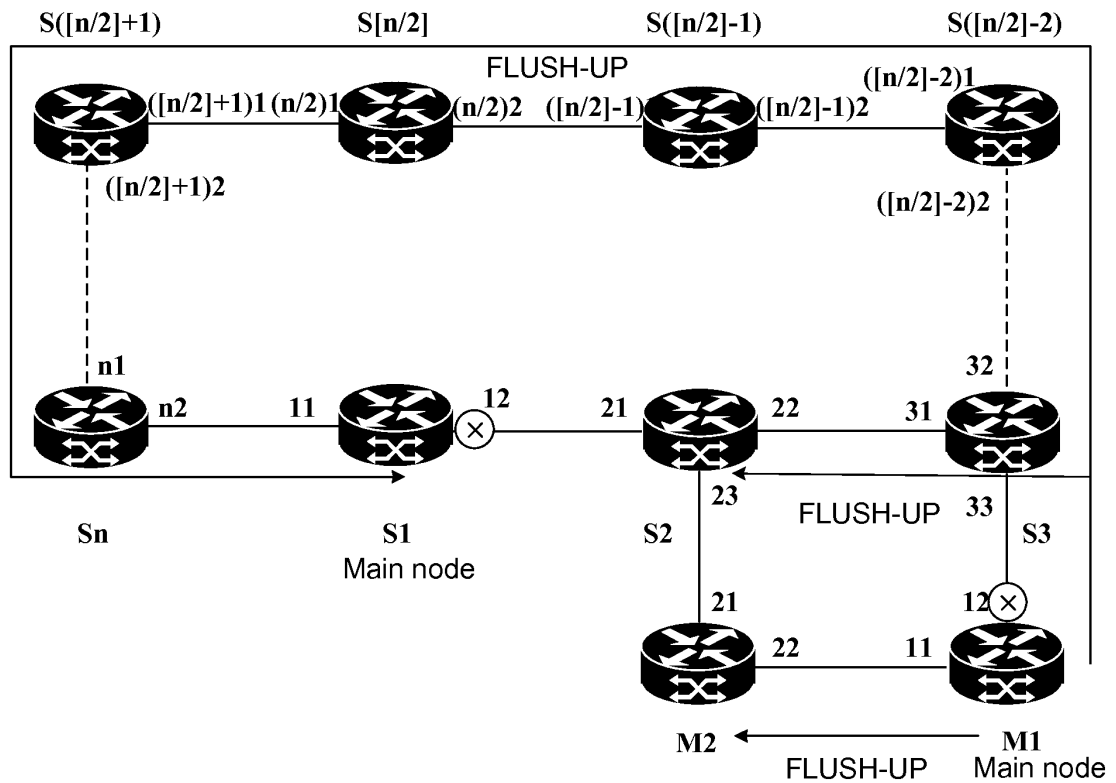 S([n/2]+1) S[n/2] S([n/2]-1) S([n/2]-2)
FLUSH-UP
([n/2]+1)1 (n/2)1 (n/2)2 ([n/2]-1) ([n/2]-1)2 ([n/2]-2)1
([n/2]+1)2 ([n/2]-2)2
n1 32
n2 11 12 21 22 31
23 FLUSH-UP 33
Sn S1 S2 S3
Main node
21 12
22 11
M2 M1
FLUSH-UP Main node